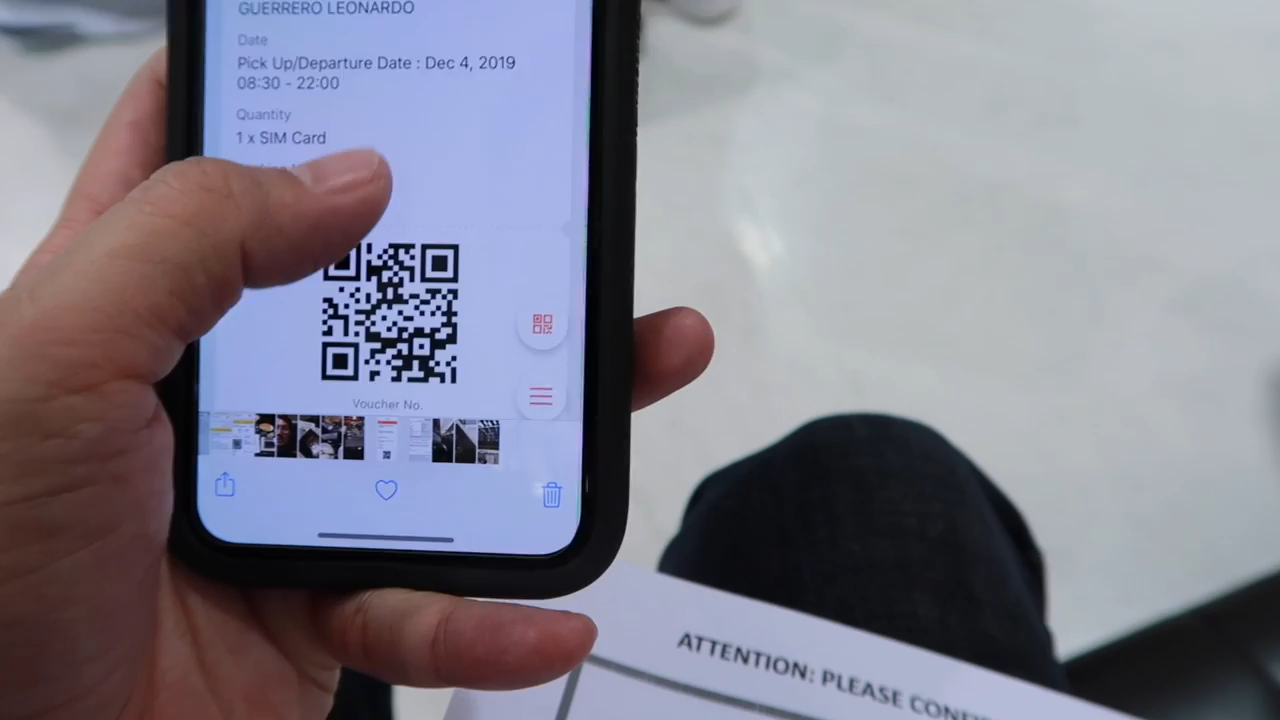 GUERRERO LEONARDO
Date
Pick Up/Departure Date : Dec 4, 2019
08:30 - 22:00
Quantity
1 x SIM Card
Voucher No.
ATTENTION: PLEASE